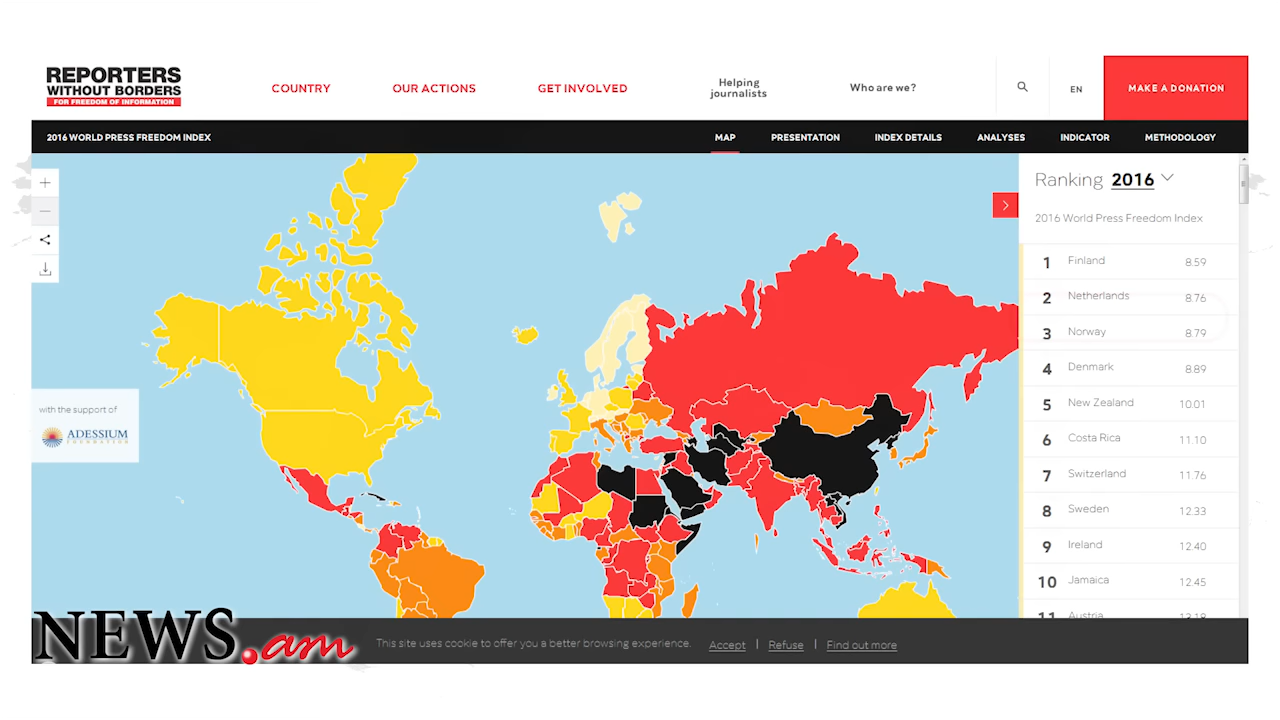 REPORTERS
WITHOUT BORDERS
FOR FREEDOM OF INFORMATION
COUNTRY
OUR ACTIONS
GET INVOLVED
Helping
journalists
Who are we?
EN
MAKE A DONATION
2016 WORLD PRESS FREEDOM INDEX
MAP
PRESENTATION
INDEX DETAILS
ANALYSES
INDICATOR
METHODOLOGY
with the support of
ADESSIUM
FOUNDATION
Ranking 2016
2016 World Press Freedom Index
1 Finland 8.59
2 Netherlands 8.76
3 Norway 8.79
4 Denmark 8.89
5 New Zealand 10.01
6 Costa Rica 11.10
7 Switzerland 11.76
8 Sweden 12.33
9 Ireland 12.40
10 Jamaica 12.45
11 Austria 13.18
NEWS.am
This site uses cookie to offer you a better browsing experience. Accept | Refuse | Find out more